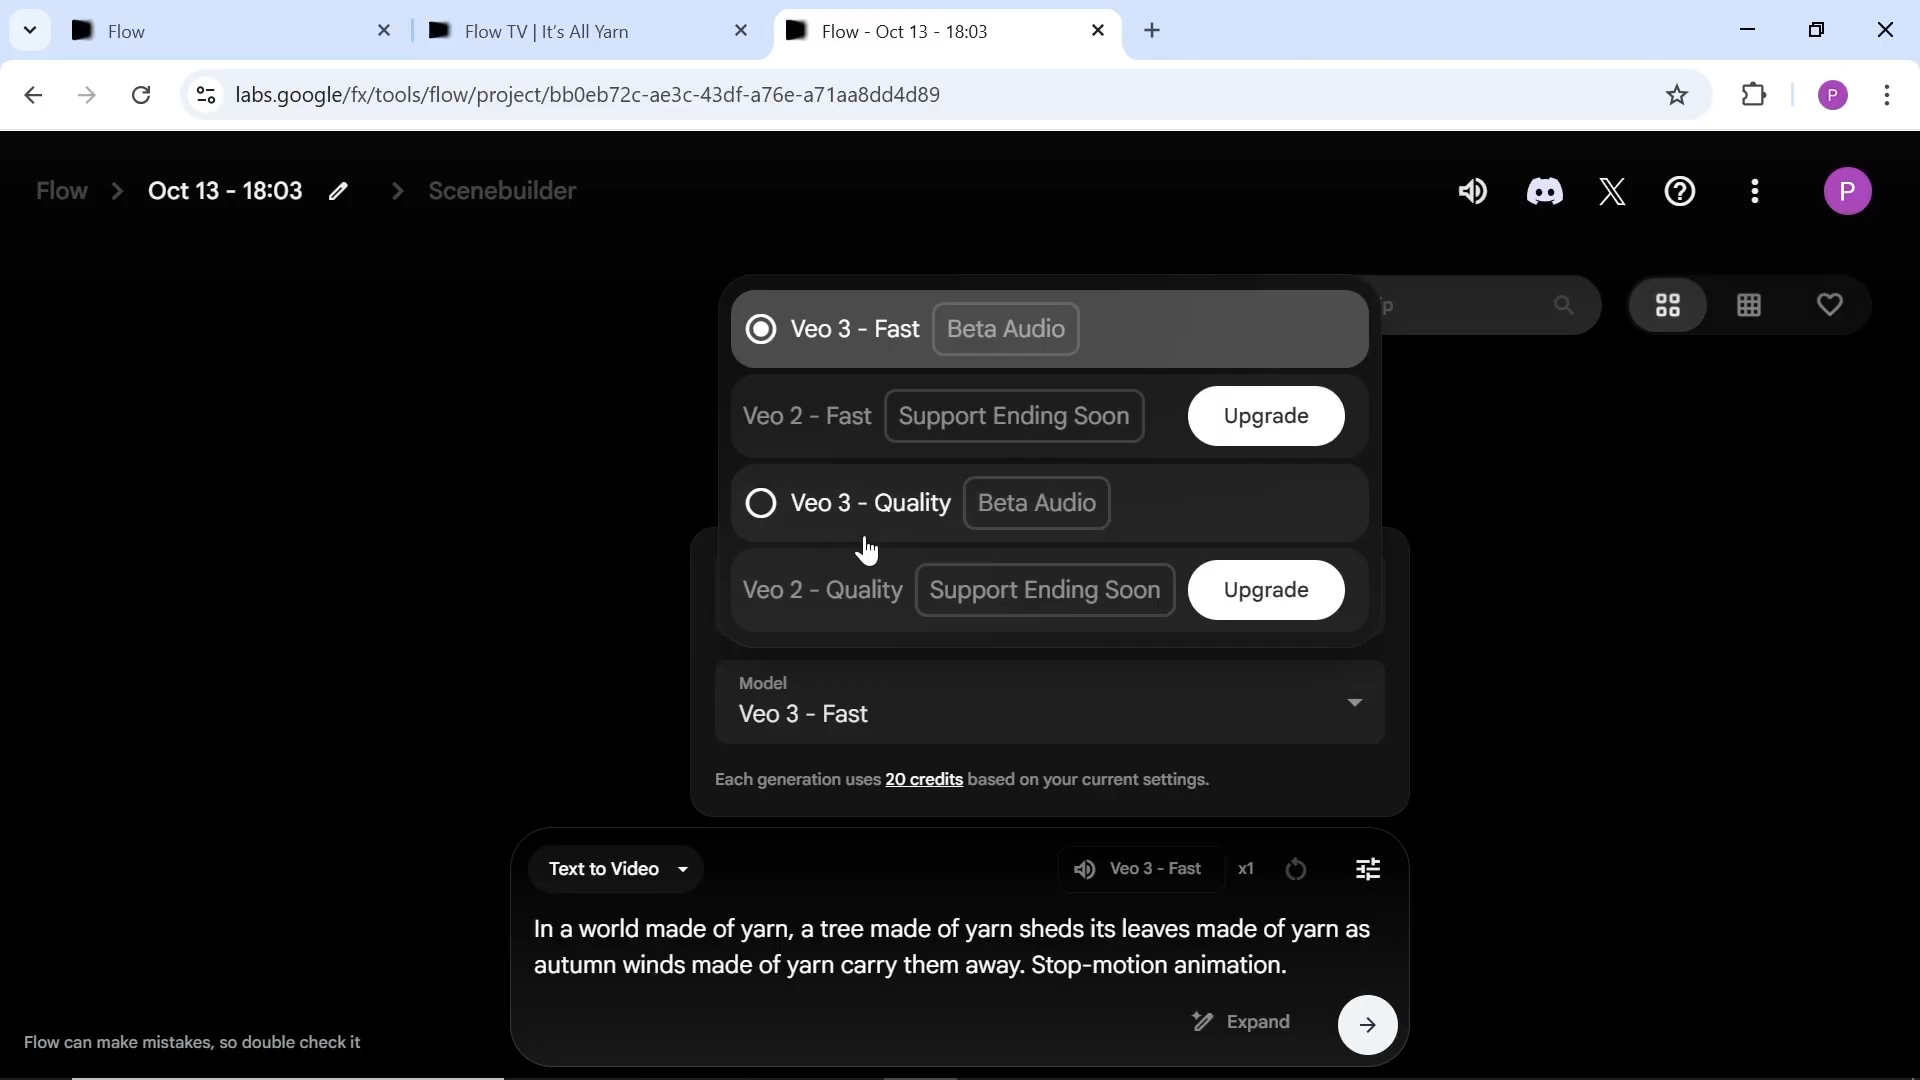 Flow
Flow TV | It's All Yarn
Flow - Oct 13 - 18:03
labs.google/fx/tools/flow/project/bb0eb72c-ae3c-43df-a76e-a71aa8dd4d89
P
Flow
Oct 13 - 18:03
Scenebuilder
P
Veo 3 - Fast
Beta Audio
Veo 2 - Fast
Support Ending Soon
Upgrade
Veo 3 - Quality
Beta Audio
Veo 2 - Quality
Support Ending Soon
Upgrade
Model
Veo 3 - Fast
Each generation uses 20 credits based on your current settings.
Text to Video
Veo 3 - Fast
x1
In a world made of yarn, a tree made of yarn sheds its leaves made of yarn as
autumn winds made of yarn carry them away. Stop-motion animation.
Expand
Flow can make mistakes, so double check it